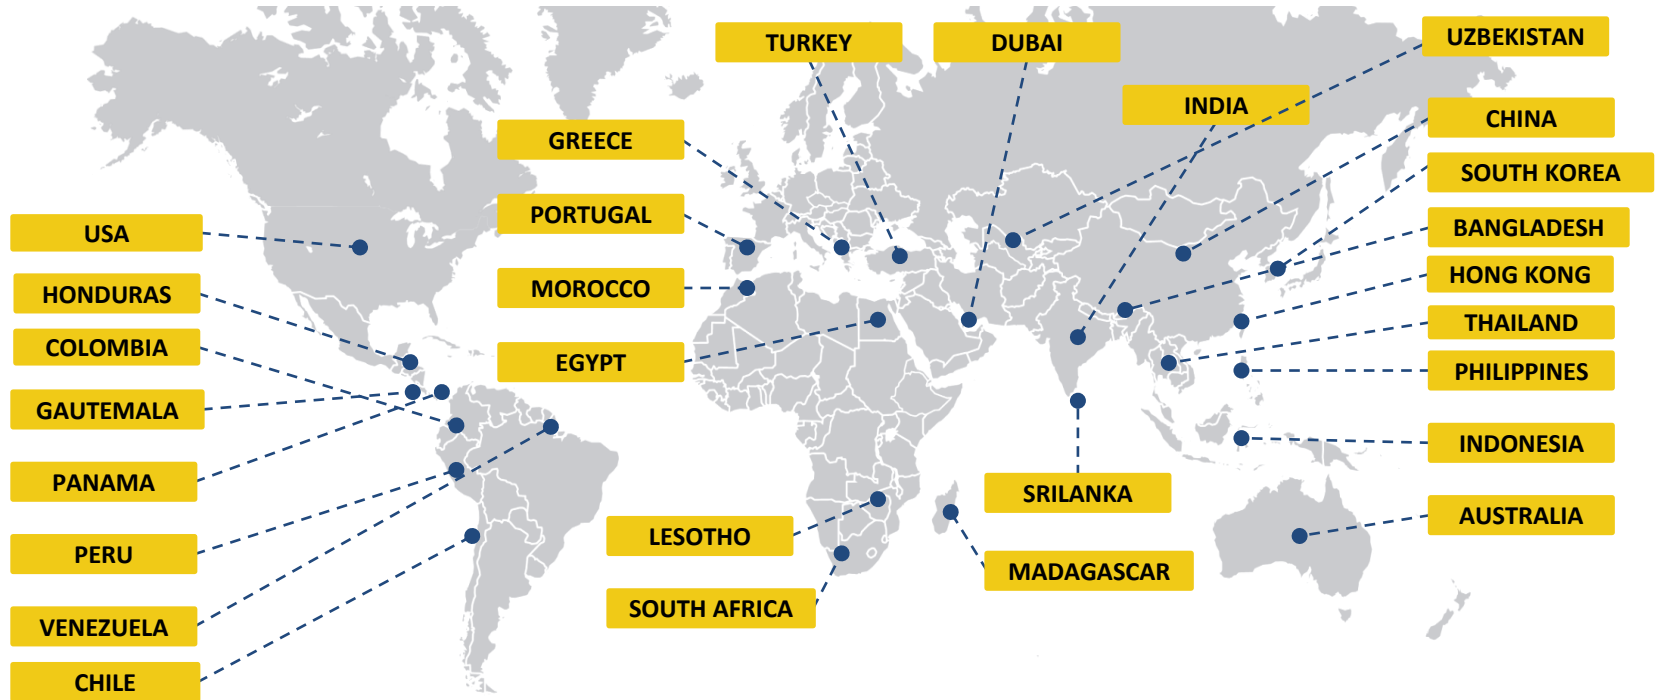 TURKEY
DUBAI
UZBEKISTAN
INDIA
CHINA
GREECE
SOUTH KOREA
PORTUGAL
USA
BANGLADESH
MOROCCO
HONDURAS
HONG KONG
COLOMBIA
THAILAND
EGYPT
PHILIPPINES
GAUTEMALA
INDONESIA
PANAMA
SRILANKA
AUSTRALIA
LESOTHO
PERU
MADAGASCAR
SOUTH AFRICA
VENEZUELA
CHILE